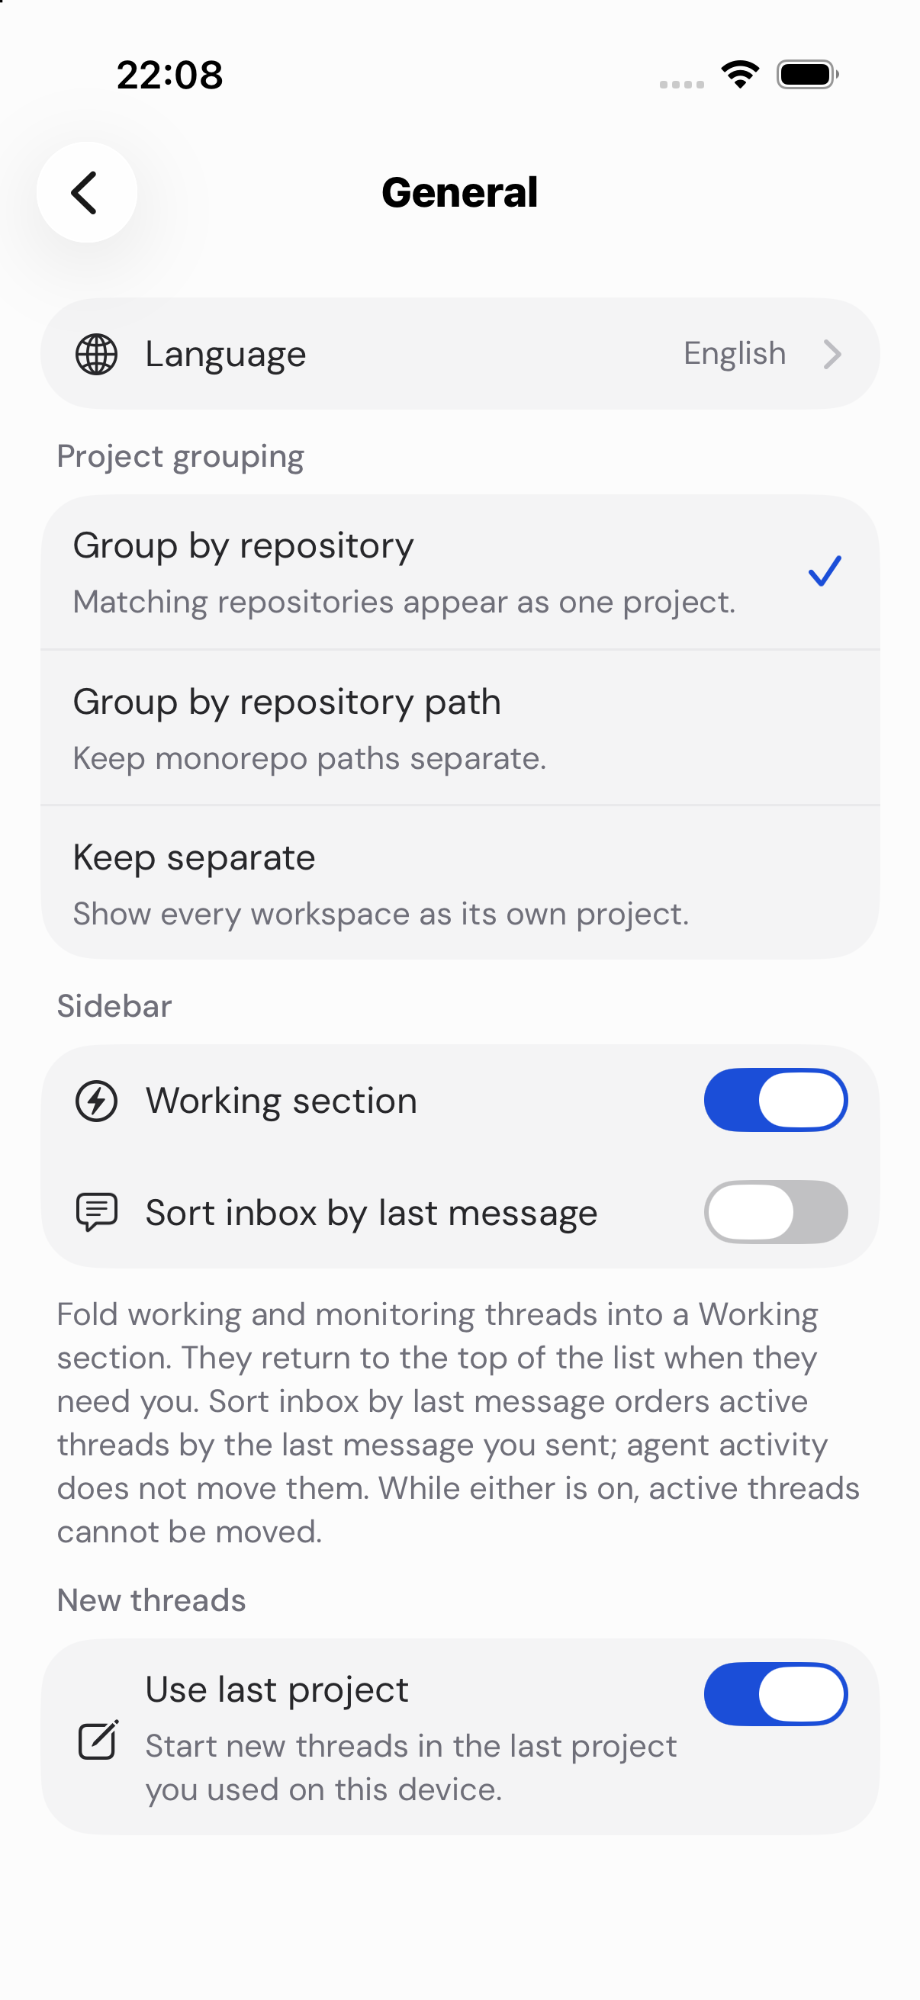 22:08
General
Language
English
Project grouping
Group by repository
Matching repositories appear as one project.
Group by repository path
Keep monorepo paths separate.
Keep separate
Show every workspace as its own project.
Sidebar
Working section
Sort inbox by last message
Fold working and monitoring threads into a Working
section. They return to the top of the list when they
need you. Sort inbox by last message orders active
threads by the last message you sent; agent activity
does not move them. While either is on, active threads
cannot be moved.
New threads
Use last project
Start new threads in the last project
you used on this device.